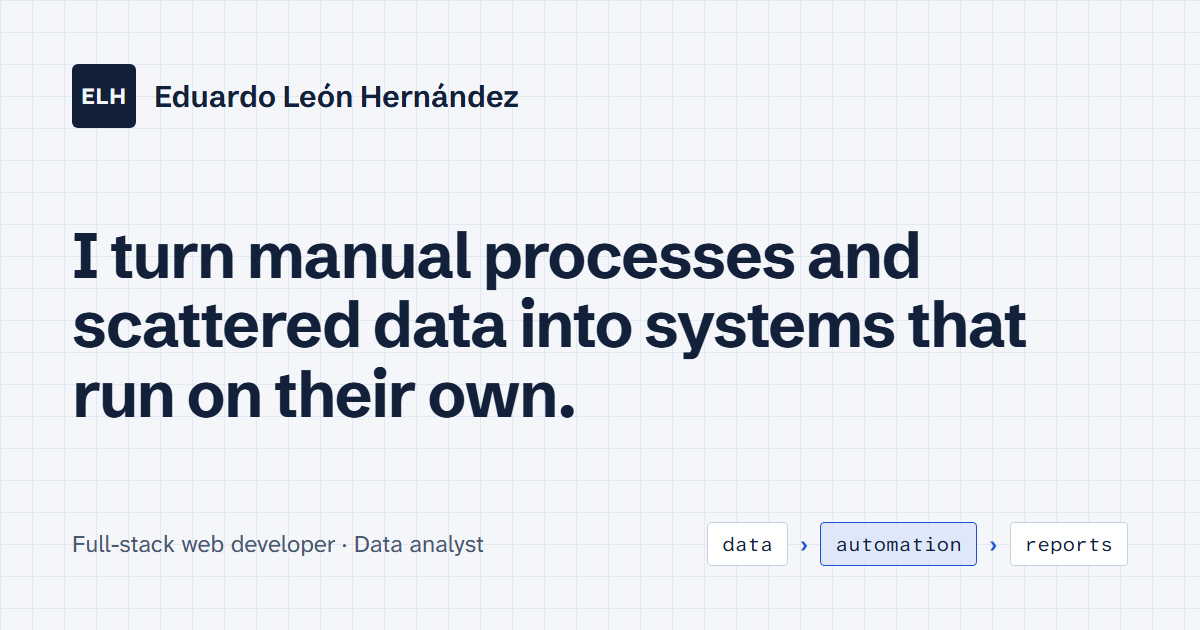 ELH Eduardo León Hernández
I turn manual processes and
scattered data into systems that
run on their own.
Full-stack web developer · Data analyst
data › automation › reports